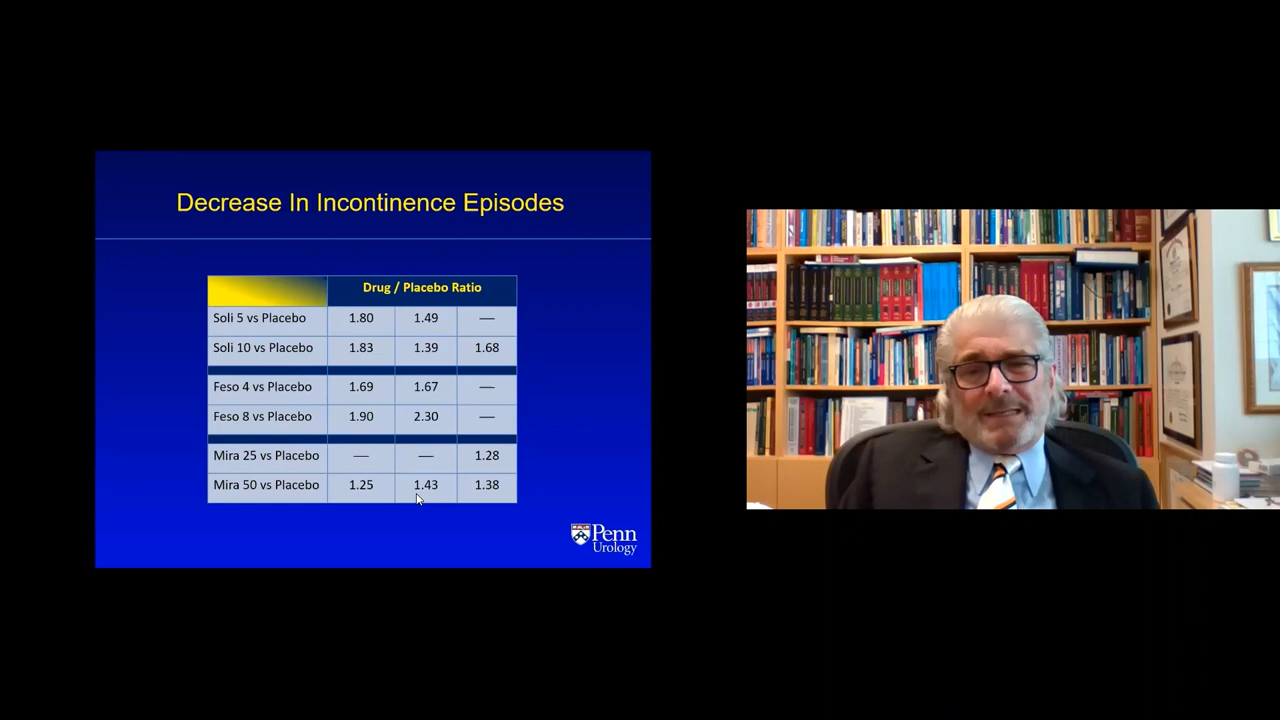 Decrease In Incontinence Episodes
Drug / Placebo Ratio
Soli 5 vs Placebo 1.80 1.49 —
Soli 10 vs Placebo 1.83 1.39 1.68
Feso 4 vs Placebo 1.69 1.67 —
Feso 8 vs Placebo 1.90 2.30 —
Mira 25 vs Placebo — — 1.28
Mira 50 vs Placebo 1.25 1.43 1.38
Penn
Urology